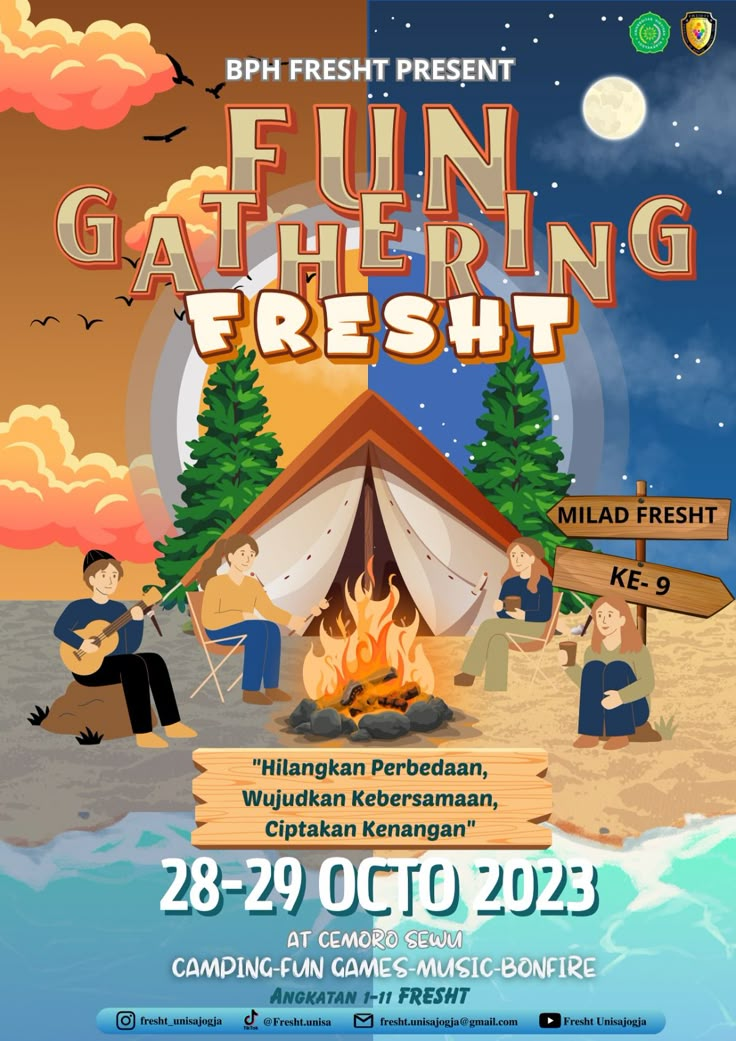 BPH FRESHT PRESENT
FUN
GATHERING
FRESHT
MILAD FRESHT
KE- 9
"Hilangkan Perbedaan,
Wujudkan Kebersamaan,
Ciptakan Kenangan"
28-29 OCTO 2023
AT CEMORO SEWU
CAMPING-FUN GAMES-MUSIC-BONFIRE
ANGKATAN 1-11 FRESHT
fresht_unisajogja
TikTok
@Fresht.unisa
fresht.unisajogja@gmail.com
Fresht Unisajogja